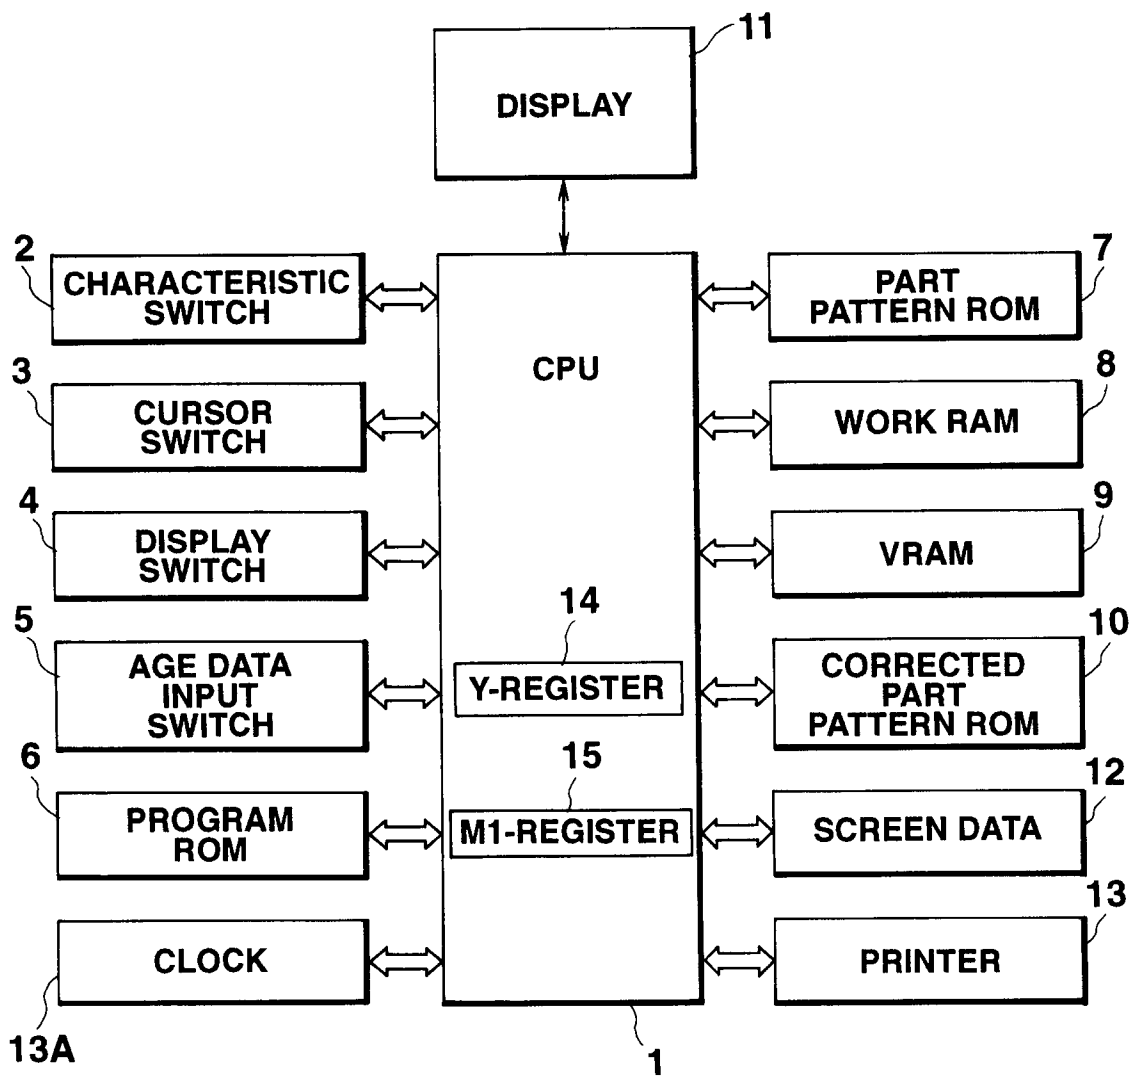 11
DISPLAY
2
CHARACTERISTIC
SWITCH
3
CURSOR
SWITCH
4
DISPLAY
SWITCH
5
AGE DATA
INPUT
SWITCH
6
PROGRAM
ROM
CLOCK
13A
CPU
14
Y-REGISTER
15
M1-REGISTER
1
7
PART
PATTERN ROM
8
WORK RAM
9
VRAM
10
CORRECTED
PART
PATTERN ROM
12
SCREEN DATA
13
PRINTER